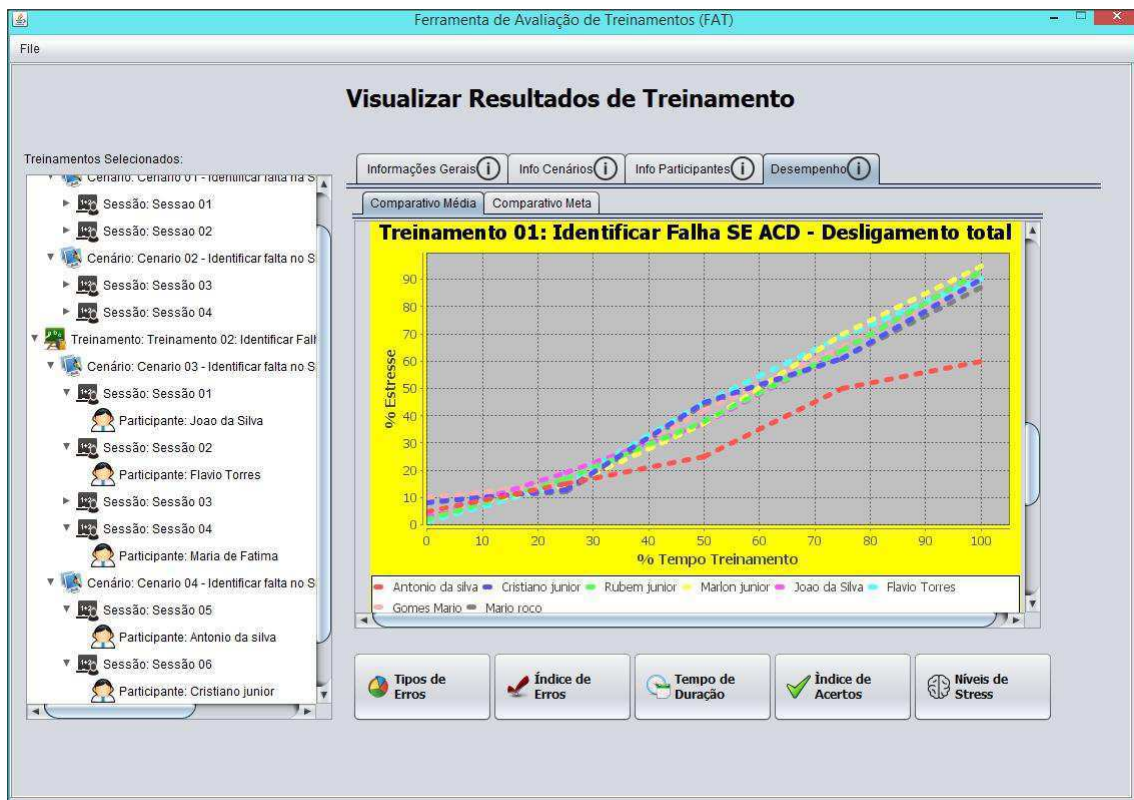 Ferramenta de Avaliação de Treinamentos (FAT)
File
Visualizar Resultados de Treinamento
Treinamentos Selecionados:
Cenário: Cenario 01 - Identificar falta na S
Sessão: Sessao 01
Sessão: Sessao 02
Cenário: Cenario 02 - Identificar falta no S
Sessão: Sessão 03
Sessão: Sessão 04
Treinamento: Treinamento 02: Identificar Fall
Cenário: Cenario 03 - Identificar falta no S
Sessão: Sessão 01
Participante: Joao da Silva
Sessão: Sessão 02
Participante: Flavio Torres
Sessão: Sessão 03
Sessão: Sessão 04
Participante: Maria de Fatima
Cenário: Cenario 04 - Identificar falta no S
Sessão: Sessão 05
Participante: Antonio da silva
Sessão: Sessão 06
Participante: Cristiano junior
Informações Gerais
Info Cenários
Info Participantes
Desempenho
Comparativo Média
Comparativo Meta
Treinamento 01: Identificar Falha SE ACD - Desligamento total
% Estresse
90
80
70
60
50
40
30
20
10
0
0 10 20 30 40 50 60 70 80 90 100
% Tempo Treinamento
Antonio da silva Cristiano junior Rubem junior Marlon junior Joao da Silva Flavio Torres
Gomes Mario Mario roco
Tipos de
Erros
Índice de
Erros
Tempo de
Duração
Ìndice de
Acertos
Níveis de
Stress